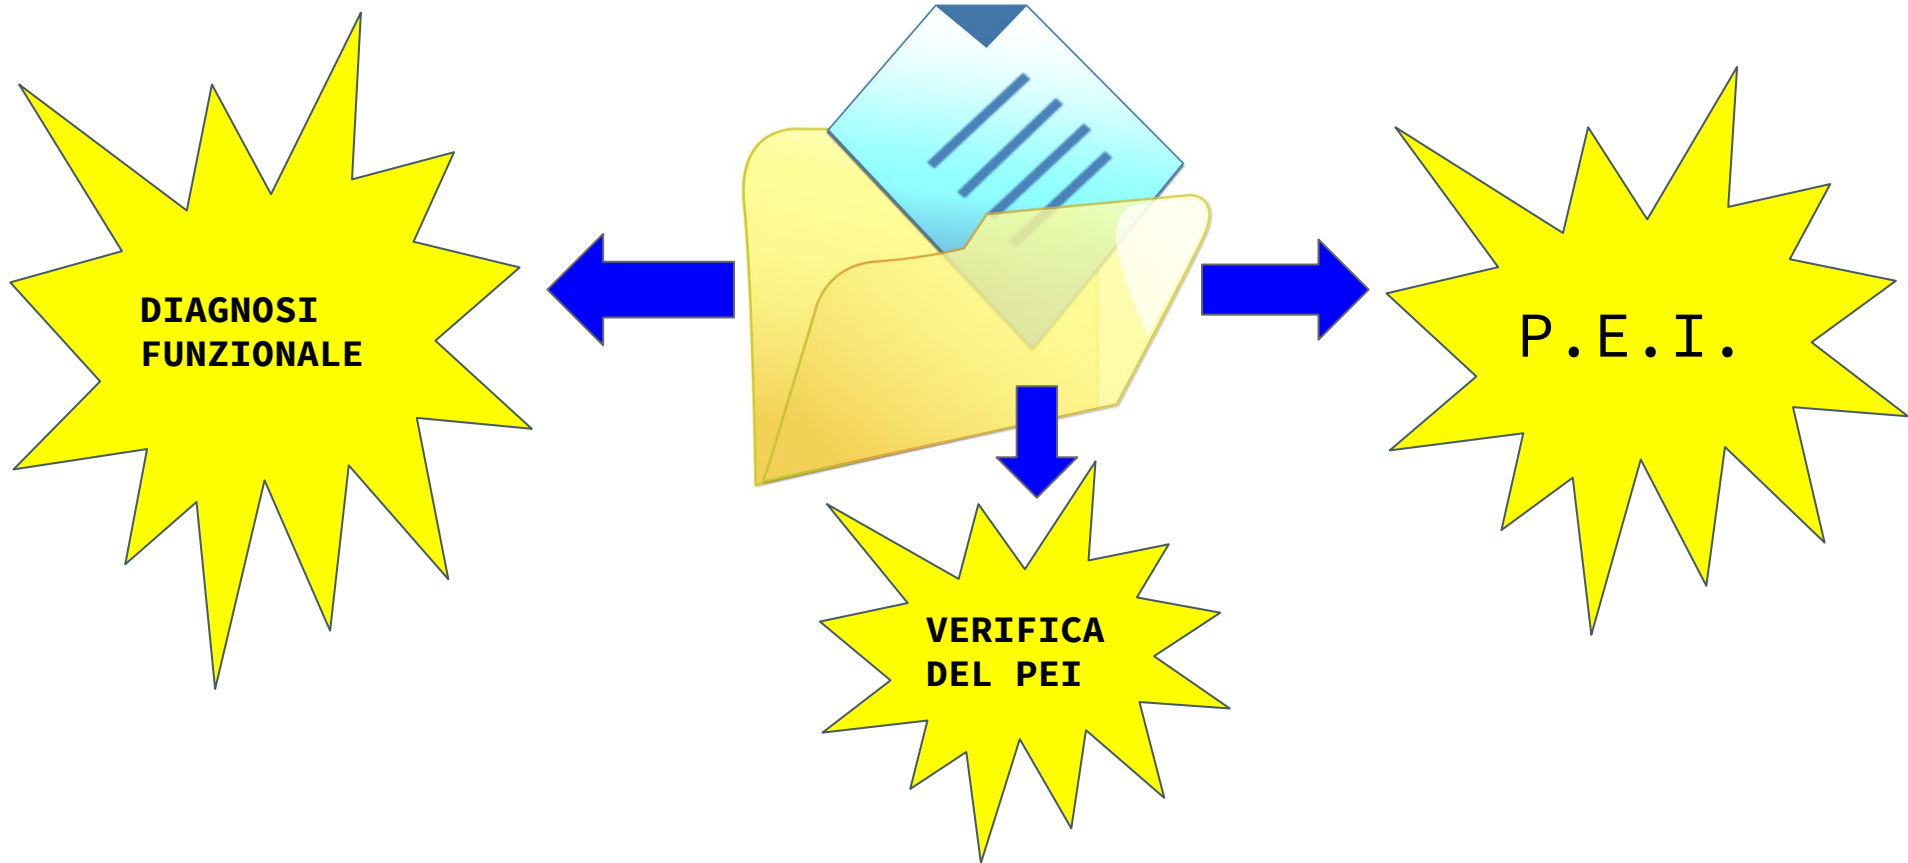 DIAGNOSI
FUNZIONALE
P.E.I.
VERIFICA
DEL PEI